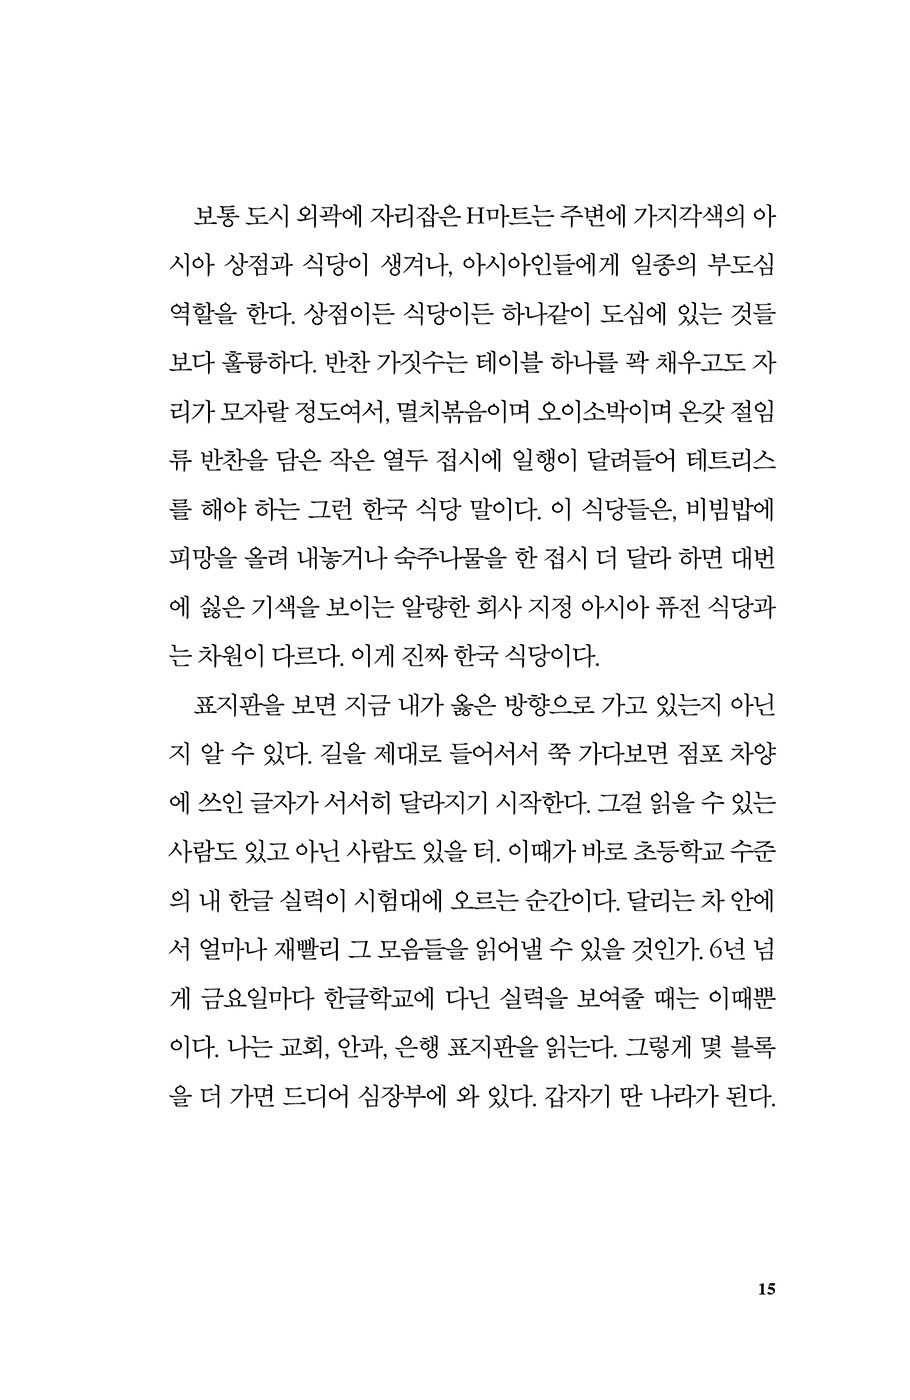 보통 도시 외곽에 자리잡은 H마트는 주변에 가지각색의 아
시아 상점과 식당이 생겨나, 아시아인들에게 일종의 부도심
역할을 한다. 상점이든 식당이든 하나같이 도심에 있는 것들
보다 훌륭하다. 반찬 가짓수는 테이블 하나를 꽉 채우고도 자
리가 모자랄 정도여서, 멸치볶음이며 오이소박이며 온갖 절임
류 반찬을 담은 작은 열두 접시에 일행이 달려들어 테트리스
를 해야 하는 그런 한국 식당 말이다. 이 식당들은, 비빔밥에
피망을 올려 내놓거나 숙주나물을 한 접시 더 달라 하면 대번
에 싫은 기색을 보이는 알량한 회사 지정 아시아 퓨전 식당과
는 차원이 다르다. 이게 진짜 한국 식당이다.
표지판을 보면 지금 내가 옳은 방향으로 가고 있는지 아닌
지 알 수 있다. 길을 제대로 들어서서 쭉 가다보면 점포 차양
에 쓰인 글자가 서서히 달라지기 시작한다. 그걸 읽을 수 있는
사람도 있고 아닌 사람도 있을 터. 이때가 바로 초등학교 수준
의 내 한글 실력이 시험대에 오르는 순간이다. 달리는 차 안에
서 얼마나 재빨리 그 모음들을 읽어낼 수 있을 것인가. 6년 넘
게 금요일마다 한글학교에 다닌 실력을 보여줄 때는 이때뿐
이다. 나는 교회, 안과, 은행 표지판을 읽는다. 그렇게 몇 블록
을 더 가면 드디어 심장부에 와 있다. 갑자기 딴 나라가 된다.
15